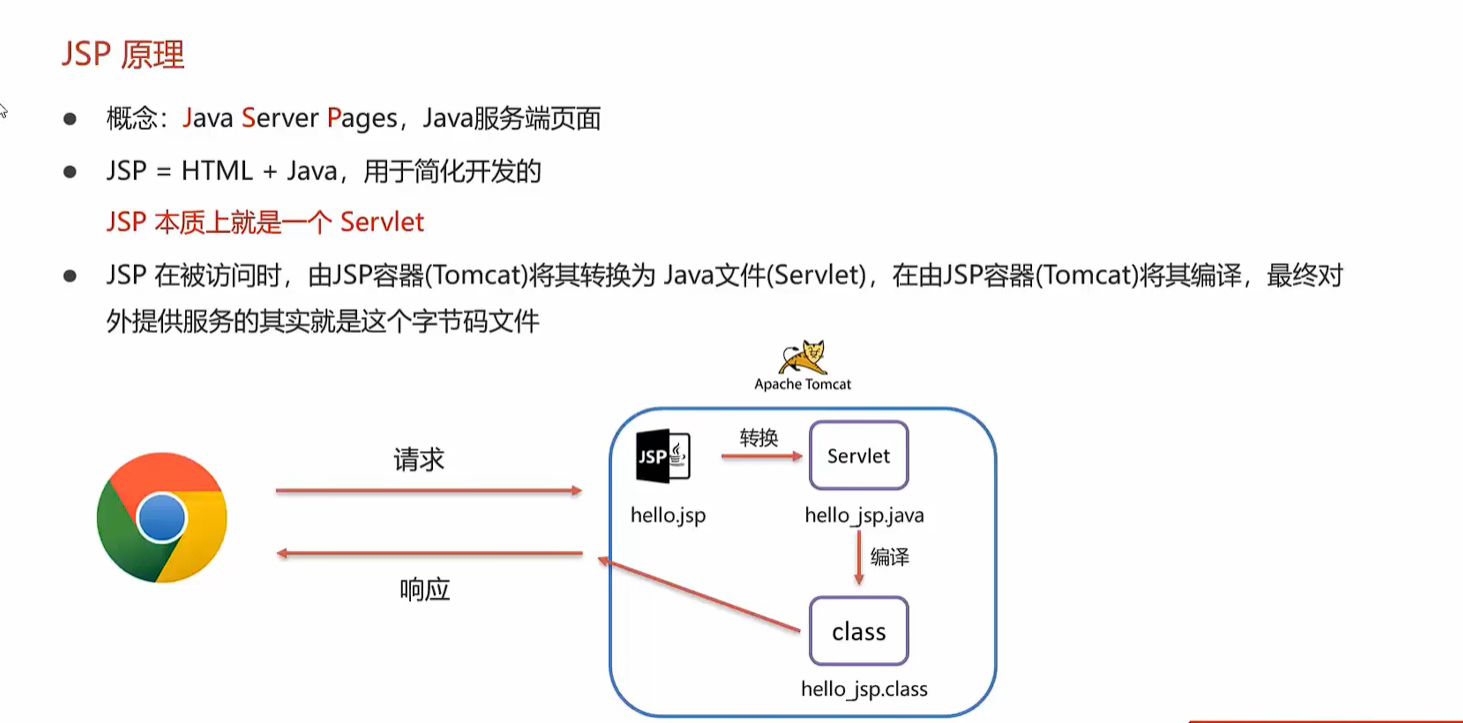 JSP 原理
概念：Java Server Pages，Java服务端页面
JSP = HTML + Java，用于简化开发的
JSP 本质上就是一个 Servlet
JSP 在被访问时，由JSP容器(Tomcat)将其转换为 Java文件(Servlet)，在由JSP容器(Tomcat)将其编译，最终对
外提供服务的其实就是这个字节码文件
Apache Tomcat
请求
JSP
转换
Servlet
hello.jsp
hello_jsp.java
编译
响应
class
hello_jsp.class